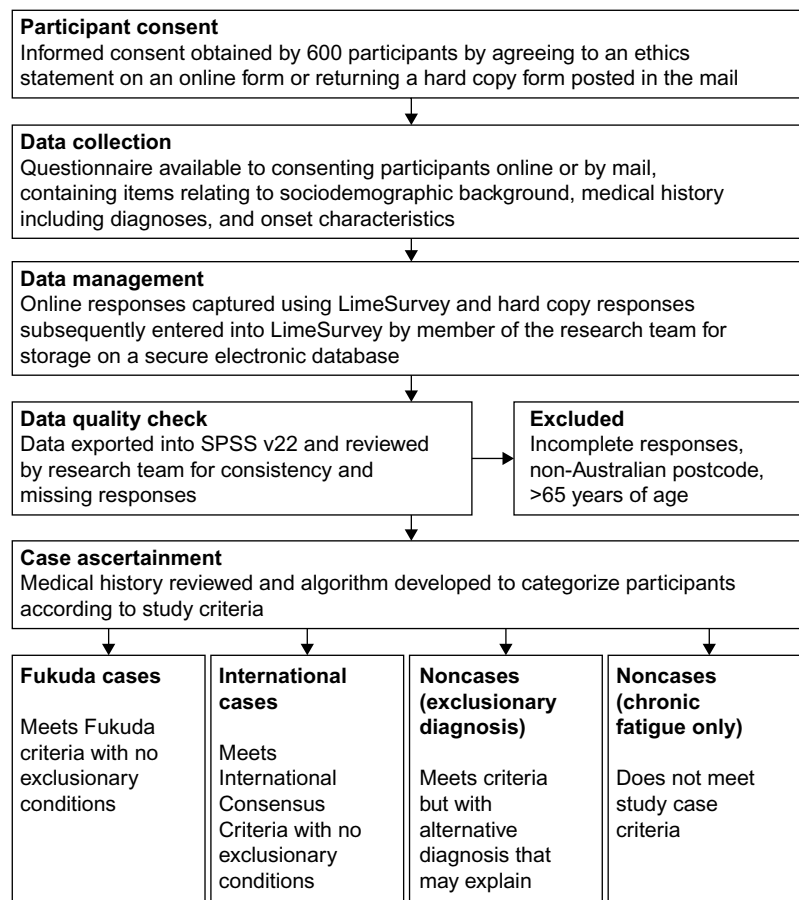 Participant consent
Informed consent obtained by 600 participants by agreeing to an ethics
statement on an online form or returning a hard copy form posted in the mail
Data collection
Questionnaire available to consenting participants online or by mail,
containing items relating to sociodemographic background, medical history
including diagnoses, and onset characteristics
Data management
Online responses captured using LimeSurvey and hard copy responses
subsequently entered into LimeSurvey by member of the research team for
storage on a secure electronic database
Data quality check
Data exported into SPSS v22 and reviewed
by research team for consistency and
missing responses
Excluded
Incomplete responses,
non-Australian postcode,
>65 years of age
Case ascertainment
Medical history reviewed and algorithm developed to categorize participants
according to study criteria
Fukuda cases
Meets Fukuda
criteria with no
exclusionary
conditions
International
cases
Meets
International
Consensus
Criteria with no
exclusionary
conditions
Noncases
(exclusionary
diagnosis)
Meets criteria
but with
alternative
diagnosis that
may explain
Noncases
(chronic
fatigue only)
Does not meet
study case
criteria